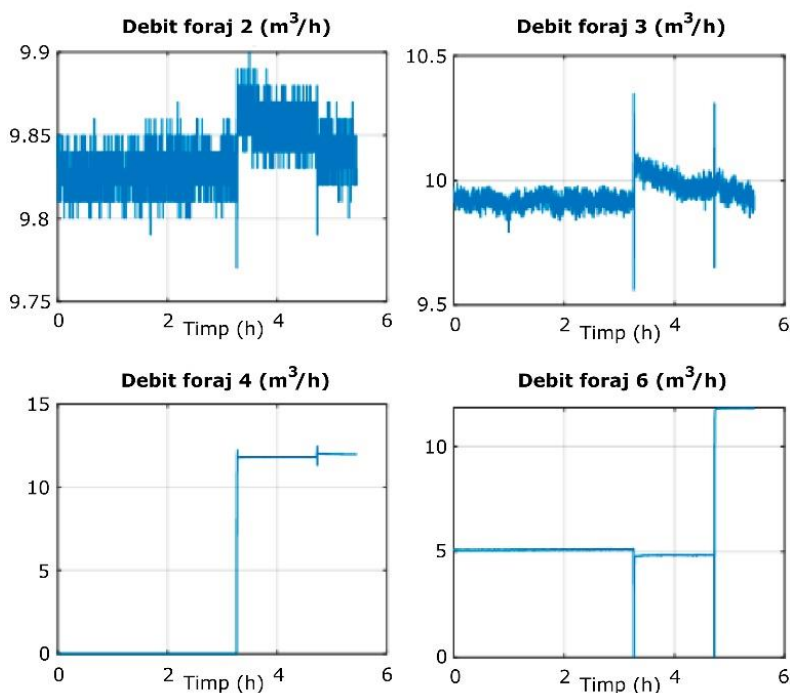 Debit foraj 2 (m³/h)
9.9
9.85
9.8
9.75
0 2 4 6
Timp (h)
Debit foraj 3 (m³/h)
10.5
10
9.5
0 2 4 6
Timp (h)
Debit foraj 4 (m³/h)
15
10
5
0
0 2 4 6
Timp (h)
Debit foraj 6 (m³/h)
10
5
0
0 2 4 6
Timp (h)